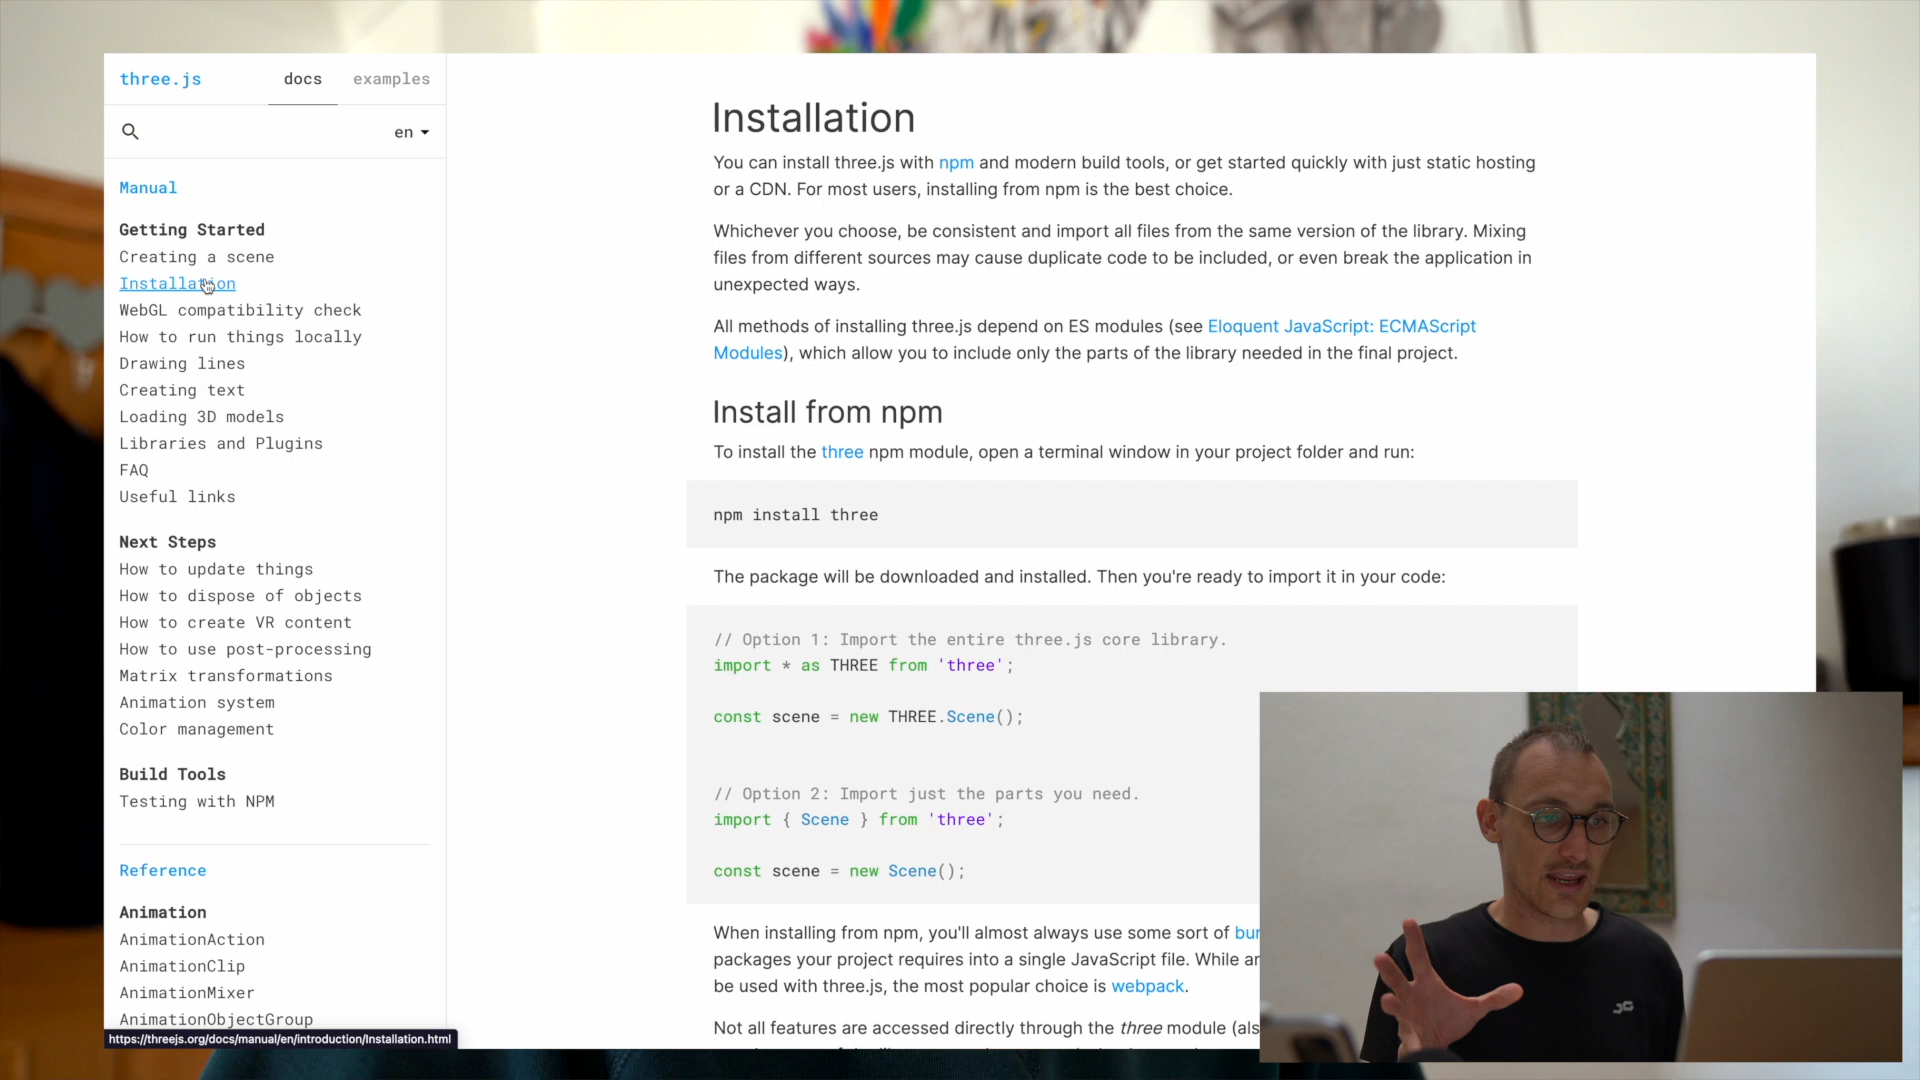 three.js
docs
examples
en
Manual
Getting Started
Creating a scene
Installation
WebGL compatibility check
How to run things locally
Drawing lines
Creating text
Loading 3D models
Libraries and Plugins
FAQ
Useful links
Next Steps
How to update things
How to dispose of objects
How to create VR content
How to use post-processing
Matrix transformations
Animation system
Color management
Build Tools
Testing with NPM
Reference
Animation
AnimationAction
AnimationClip
AnimationMixer
AnimationObjectGroup
https://threejs.org/docs/manual/en/introduction/Installation.html
Installation
You can install three.js with npm and modern build tools, or get started quickly with just static hosting
or a CDN. For most users, installing from npm is the best choice.
Whichever you choose, be consistent and import all files from the same version of the library. Mixing
files from different sources may cause duplicate code to be included, or even break the application in
unexpected ways.
All methods of installing three.js depend on ES modules (see Eloquent JavaScript: ECMAScript
Modules), which allow you to include only the parts of the library needed in the final project.
Install from npm
To install the three npm module, open a terminal window in your project folder and run:
npm install three
The package will be downloaded and installed. Then you're ready to import it in your code:
// Option 1: Import the entire three.js core library.
import * as THREE from 'three';
const scene = new THREE.Scene();
// Option 2: Import just the parts you need.
import { Scene } from 'three';
const scene = new Scene();
When installing from npm, you'll almost always use some sort of
packages your project requires into a single JavaScript file. While
be used with three.js, the most popular choice is webpack.
Not all features are accessed directly through the three module